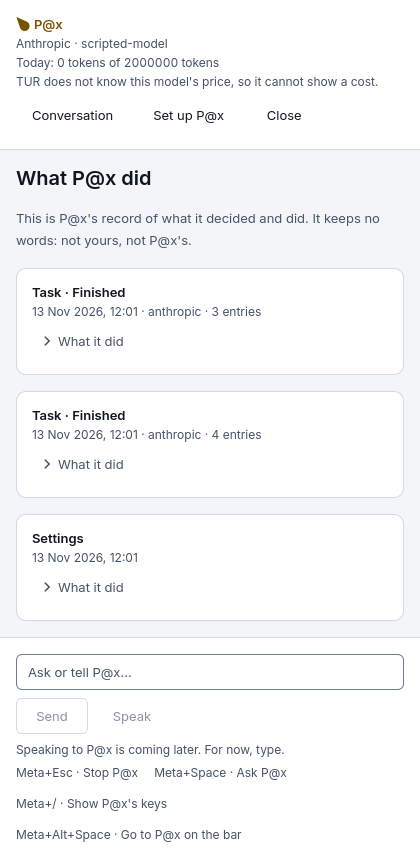 P@x
Anthropic · scripted-model
Today: 0 tokens of 2000000 tokens
TUR does not know this model's price, so it cannot show a cost.
Conversation Set up P@x Close
What P@x did
This is P@x's record of what it decided and did. It keeps no
words: not yours, not P@x's.
Task · Finished
13 Nov 2026, 12:01 · anthropic · 3 entries
What it did
Task · Finished
13 Nov 2026, 12:01 · anthropic · 4 entries
What it did
Settings
13 Nov 2026, 12:01
What it did
Ask or tell P@x...
Send Speak
Speaking to P@x is coming later. For now, type.
Meta+Esc · Stop P@x Meta+Space · Ask P@x
Meta+/ · Show P@x's keys
Meta+Alt+Space · Go to P@x on the bar